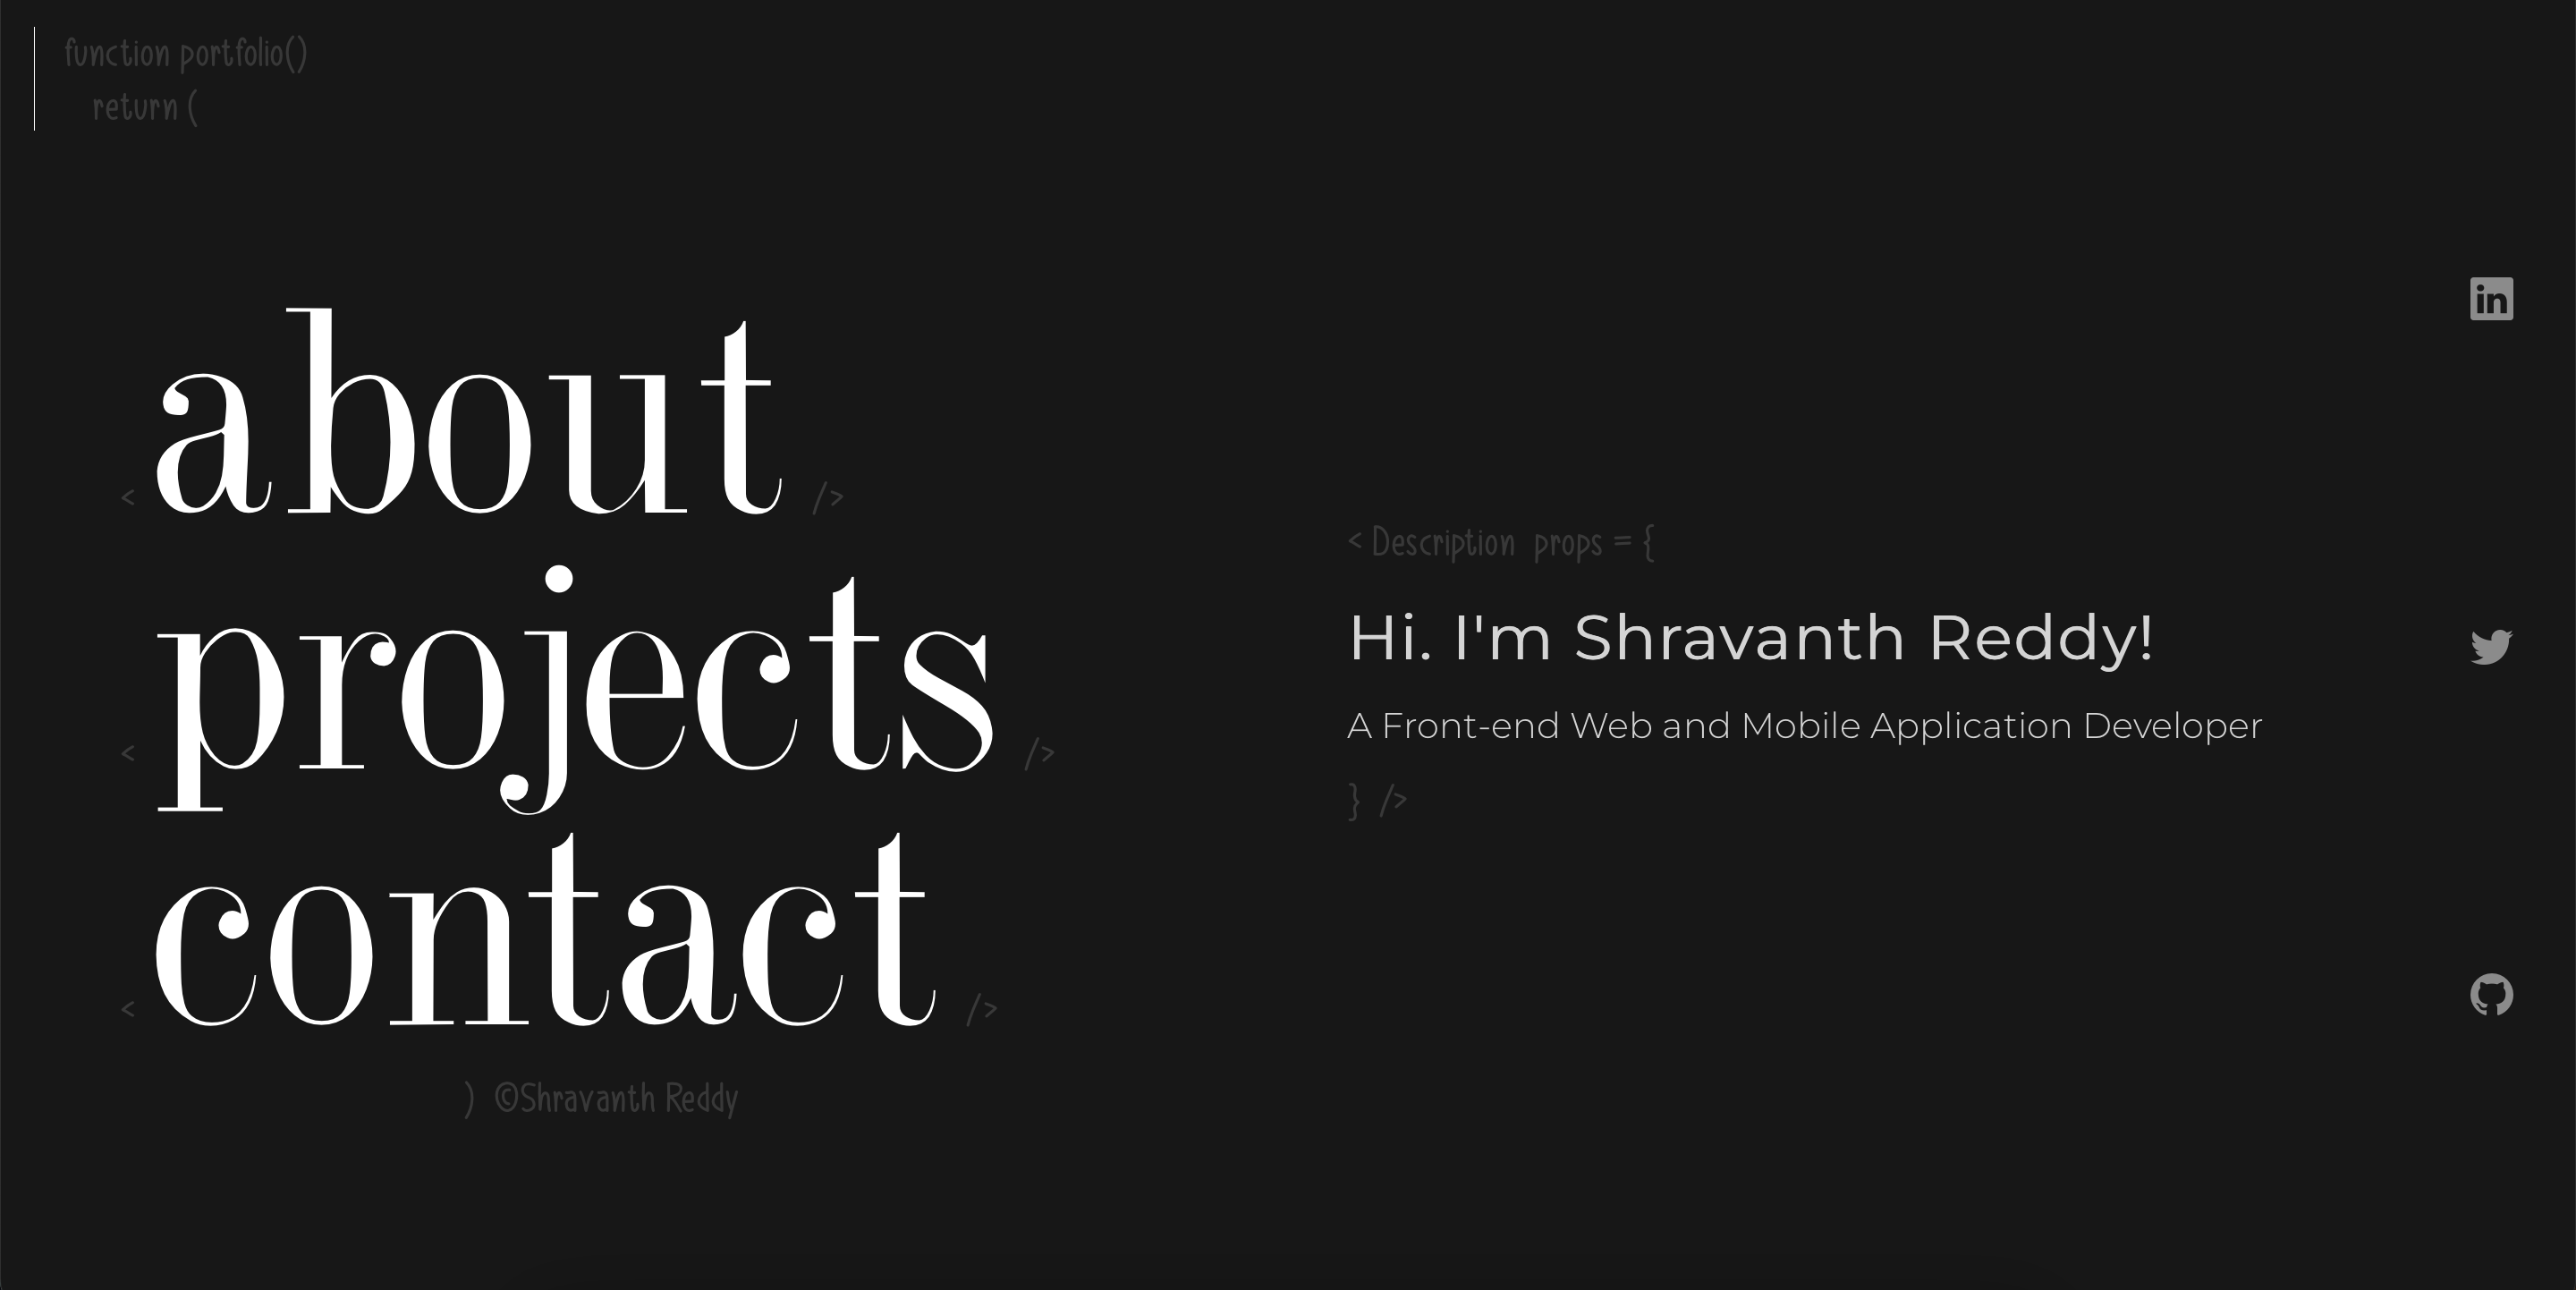 function portfolio()
return (
< about />
< projects />
< contact />
) ©Shravanth Reddy
< Description props = {
Hi. I'm Shravanth Reddy!
A Front-end Web and Mobile Application Developer
} />
in